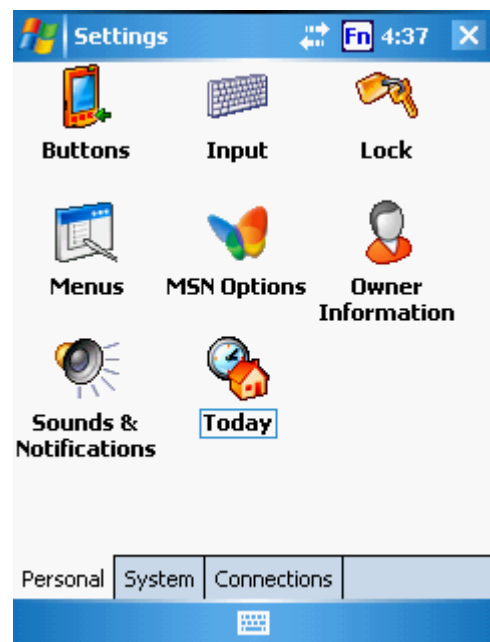 Settings Fn 4:37
Buttons Input Lock
Menus MSN Options Owner
Information
Sounds & Today
Notifications
Personal System Connections